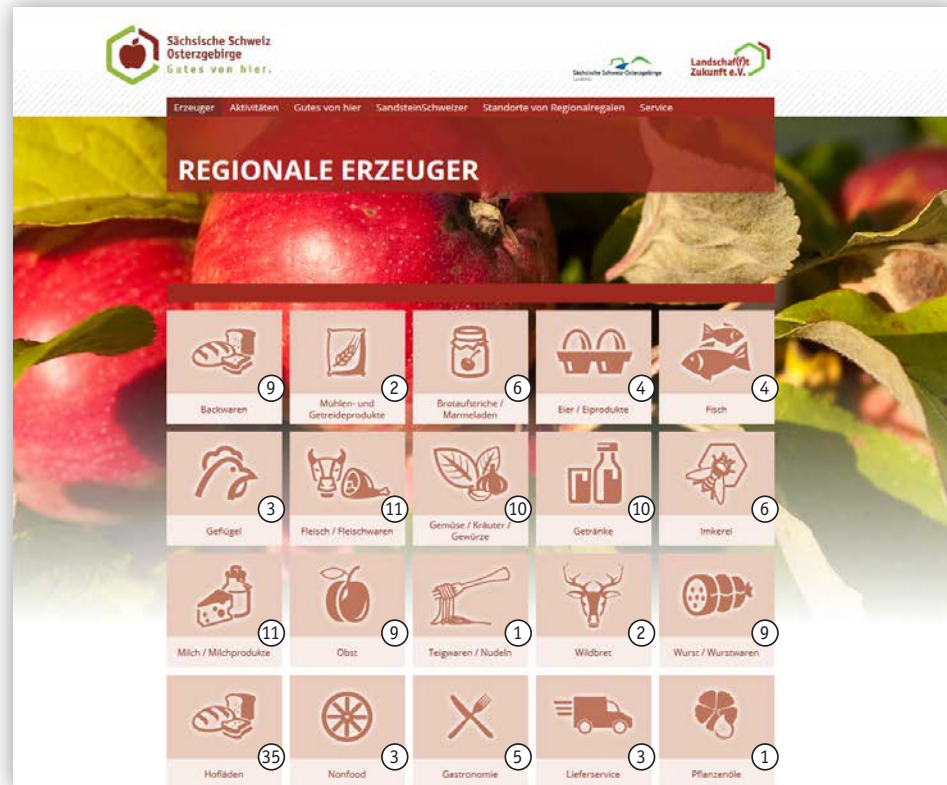 Sächsische Schweiz
Osterzgebirge
Gutes von hier.
Sächsische Schweiz-Osterzgebirge
Landschaf(f)t
Zukunft e.V.
Erzeuger Aktivitäten Gutes von hier SandsteinSchweizer Standorte von Regionalregalen Service
REGIONALE ERZEUGER
9 2 6 4 4
Backwaren
Mühlen- und
Getreideprodukte
Brotaufstriche /
Marmeladen
Eier / Eiprodukte
Fisch
3 11 10 10 6
Geflügel
Fleisch / Fleischwaren
Gemüse / Kräuter /
Gewürze
Getränke
Imkerei
11 9 1 2 9
Milch / Milchprodukte
Obst
Teigwaren / Nudeln
Wildbret
Wurst / Wurstwaren
35 3 5 3 1
Hofläden
Nonfood
Gastronomie
Lieferservice
Pflanzenöle